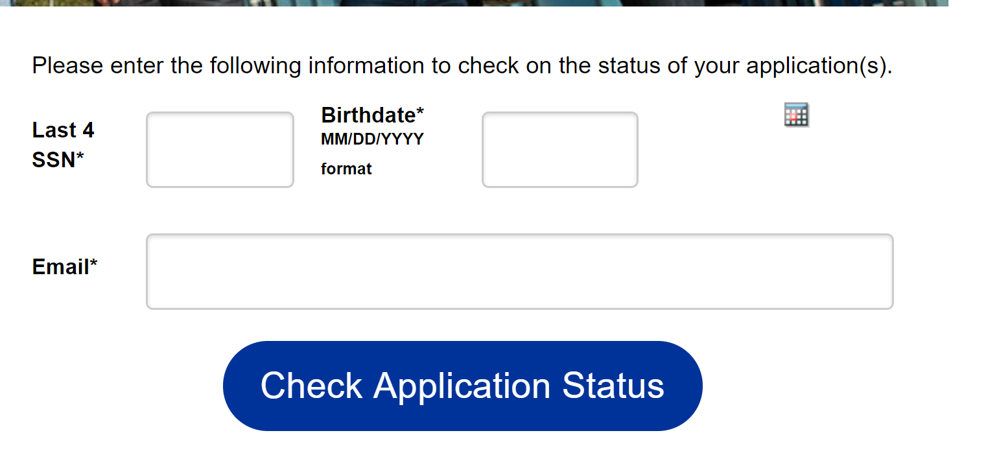 Please enter the following information to check on the status of your application(s).
Last 4
SSN*
Birthdate*
MM/DD/YYYY
format
Email*
Check Application Status